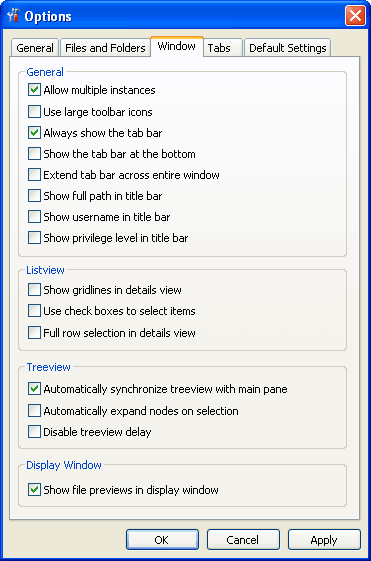 Options
General Files and Folders Window Tabs Default Settings
General
Allow multiple instances
Use large toolbar icons
Always show the tab bar
Show the tab bar at the bottom
Extend tab bar across entire window
Show full path in title bar
Show username in title bar
Show privilege level in title bar
Listview
Show gridlines in details view
Use check boxes to select items
Full row selection in details view
Treeview
Automatically synchronize treeview with main pane
Automatically expand nodes on selection
Disable treeview delay
Display Window
Show file previews in display window
OK Cancel Apply